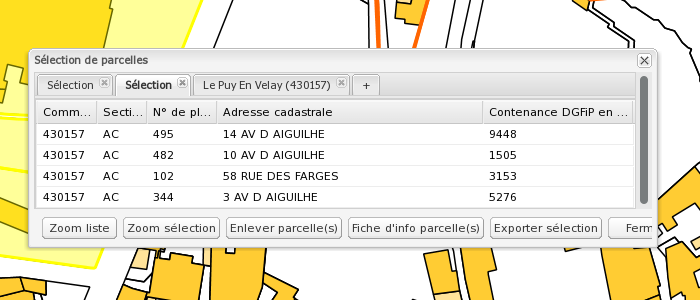 Sélection de parcelles
Sélection Sélection Le Puy En Velay (430157) +
Comm... Secti... N° de pl... Adresse cadastrale Contenance DGFiP en ...
430157 AC 495 14 AV D AIGUILHE 9448
430157 AC 482 10 AV D AIGUILHE 1505
430157 AC 102 58 RUE DES FARGES 3153
430157 AC 344 3 AV D AIGUILHE 5276
Zoom liste Zoom sélection Enlever parcelle(s) Fiche d'info parcelle(s) Exporter sélection Ferm